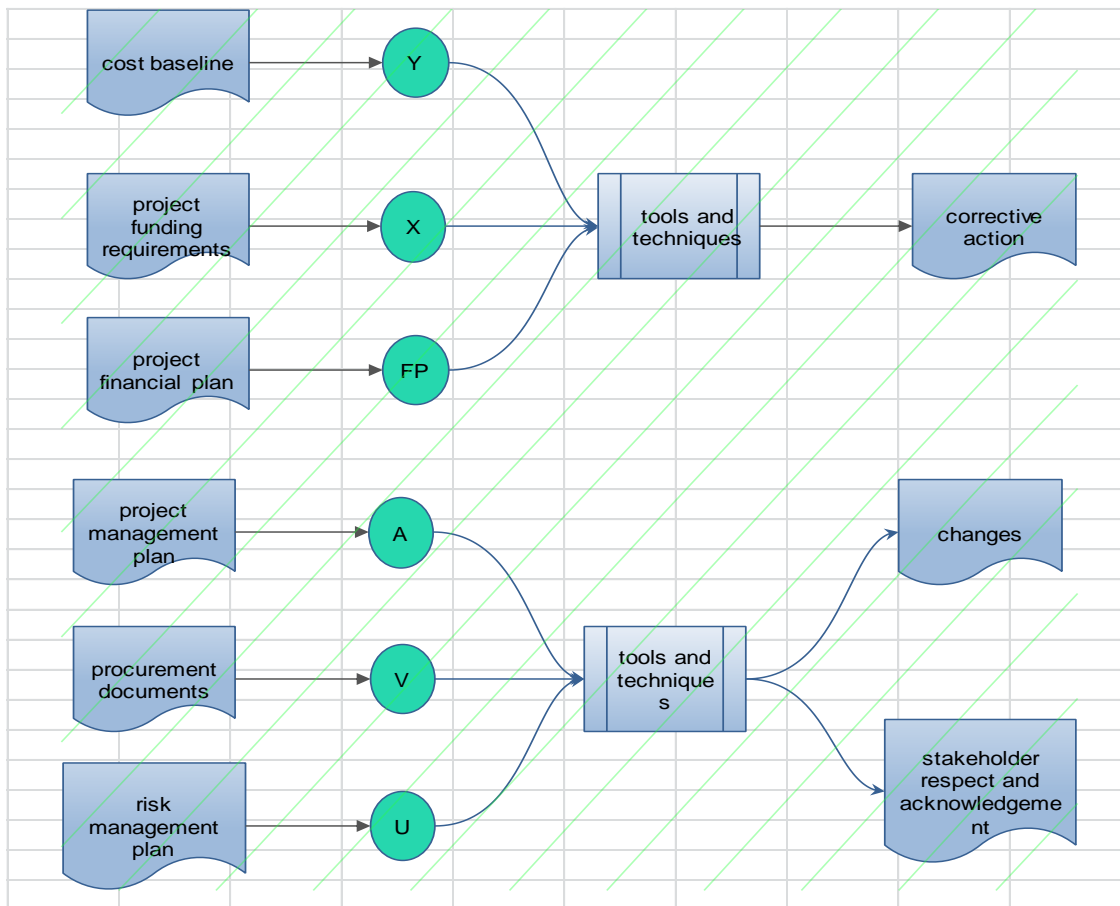 cost baseline
Y
project
funding
requirements
X
tools and
techniques
corrective
action
project
financial plan
FP
project
management
plan
A
changes
procurement
documents
V
tools and
technique
s
stakeholder
respect and
acknowledgeme
nt
risk
management
plan
U